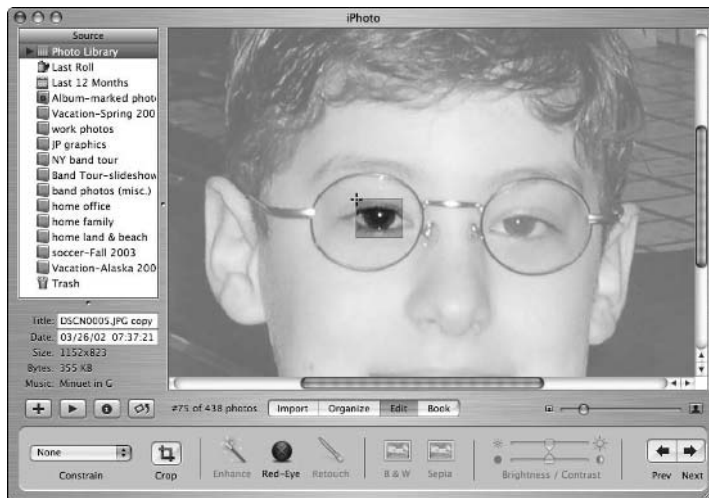 iPhoto
Source
Photo Library
Last Roll
Last 12 Months
Album-marked phot
Vacation-Spring 200
work photos
JP graphics
NY band tour
Band Tour-slideshow
band photos (misc.)
home office
home family
home land & beach
soccer-Fall 2003
Vacation-Alaska 200
Trash
Title: DSCN0005.JPG copy
Date: 03/26/02 07:37:21
Size: 1152x823
Bytes: 355 KB
Music: Minuet in G
#75 of 438 photos Import Organize Edit Book
None
Constrain Crop Enhance Red-Eye Retouch B & W Sepia Brightness / Contrast Prev Next